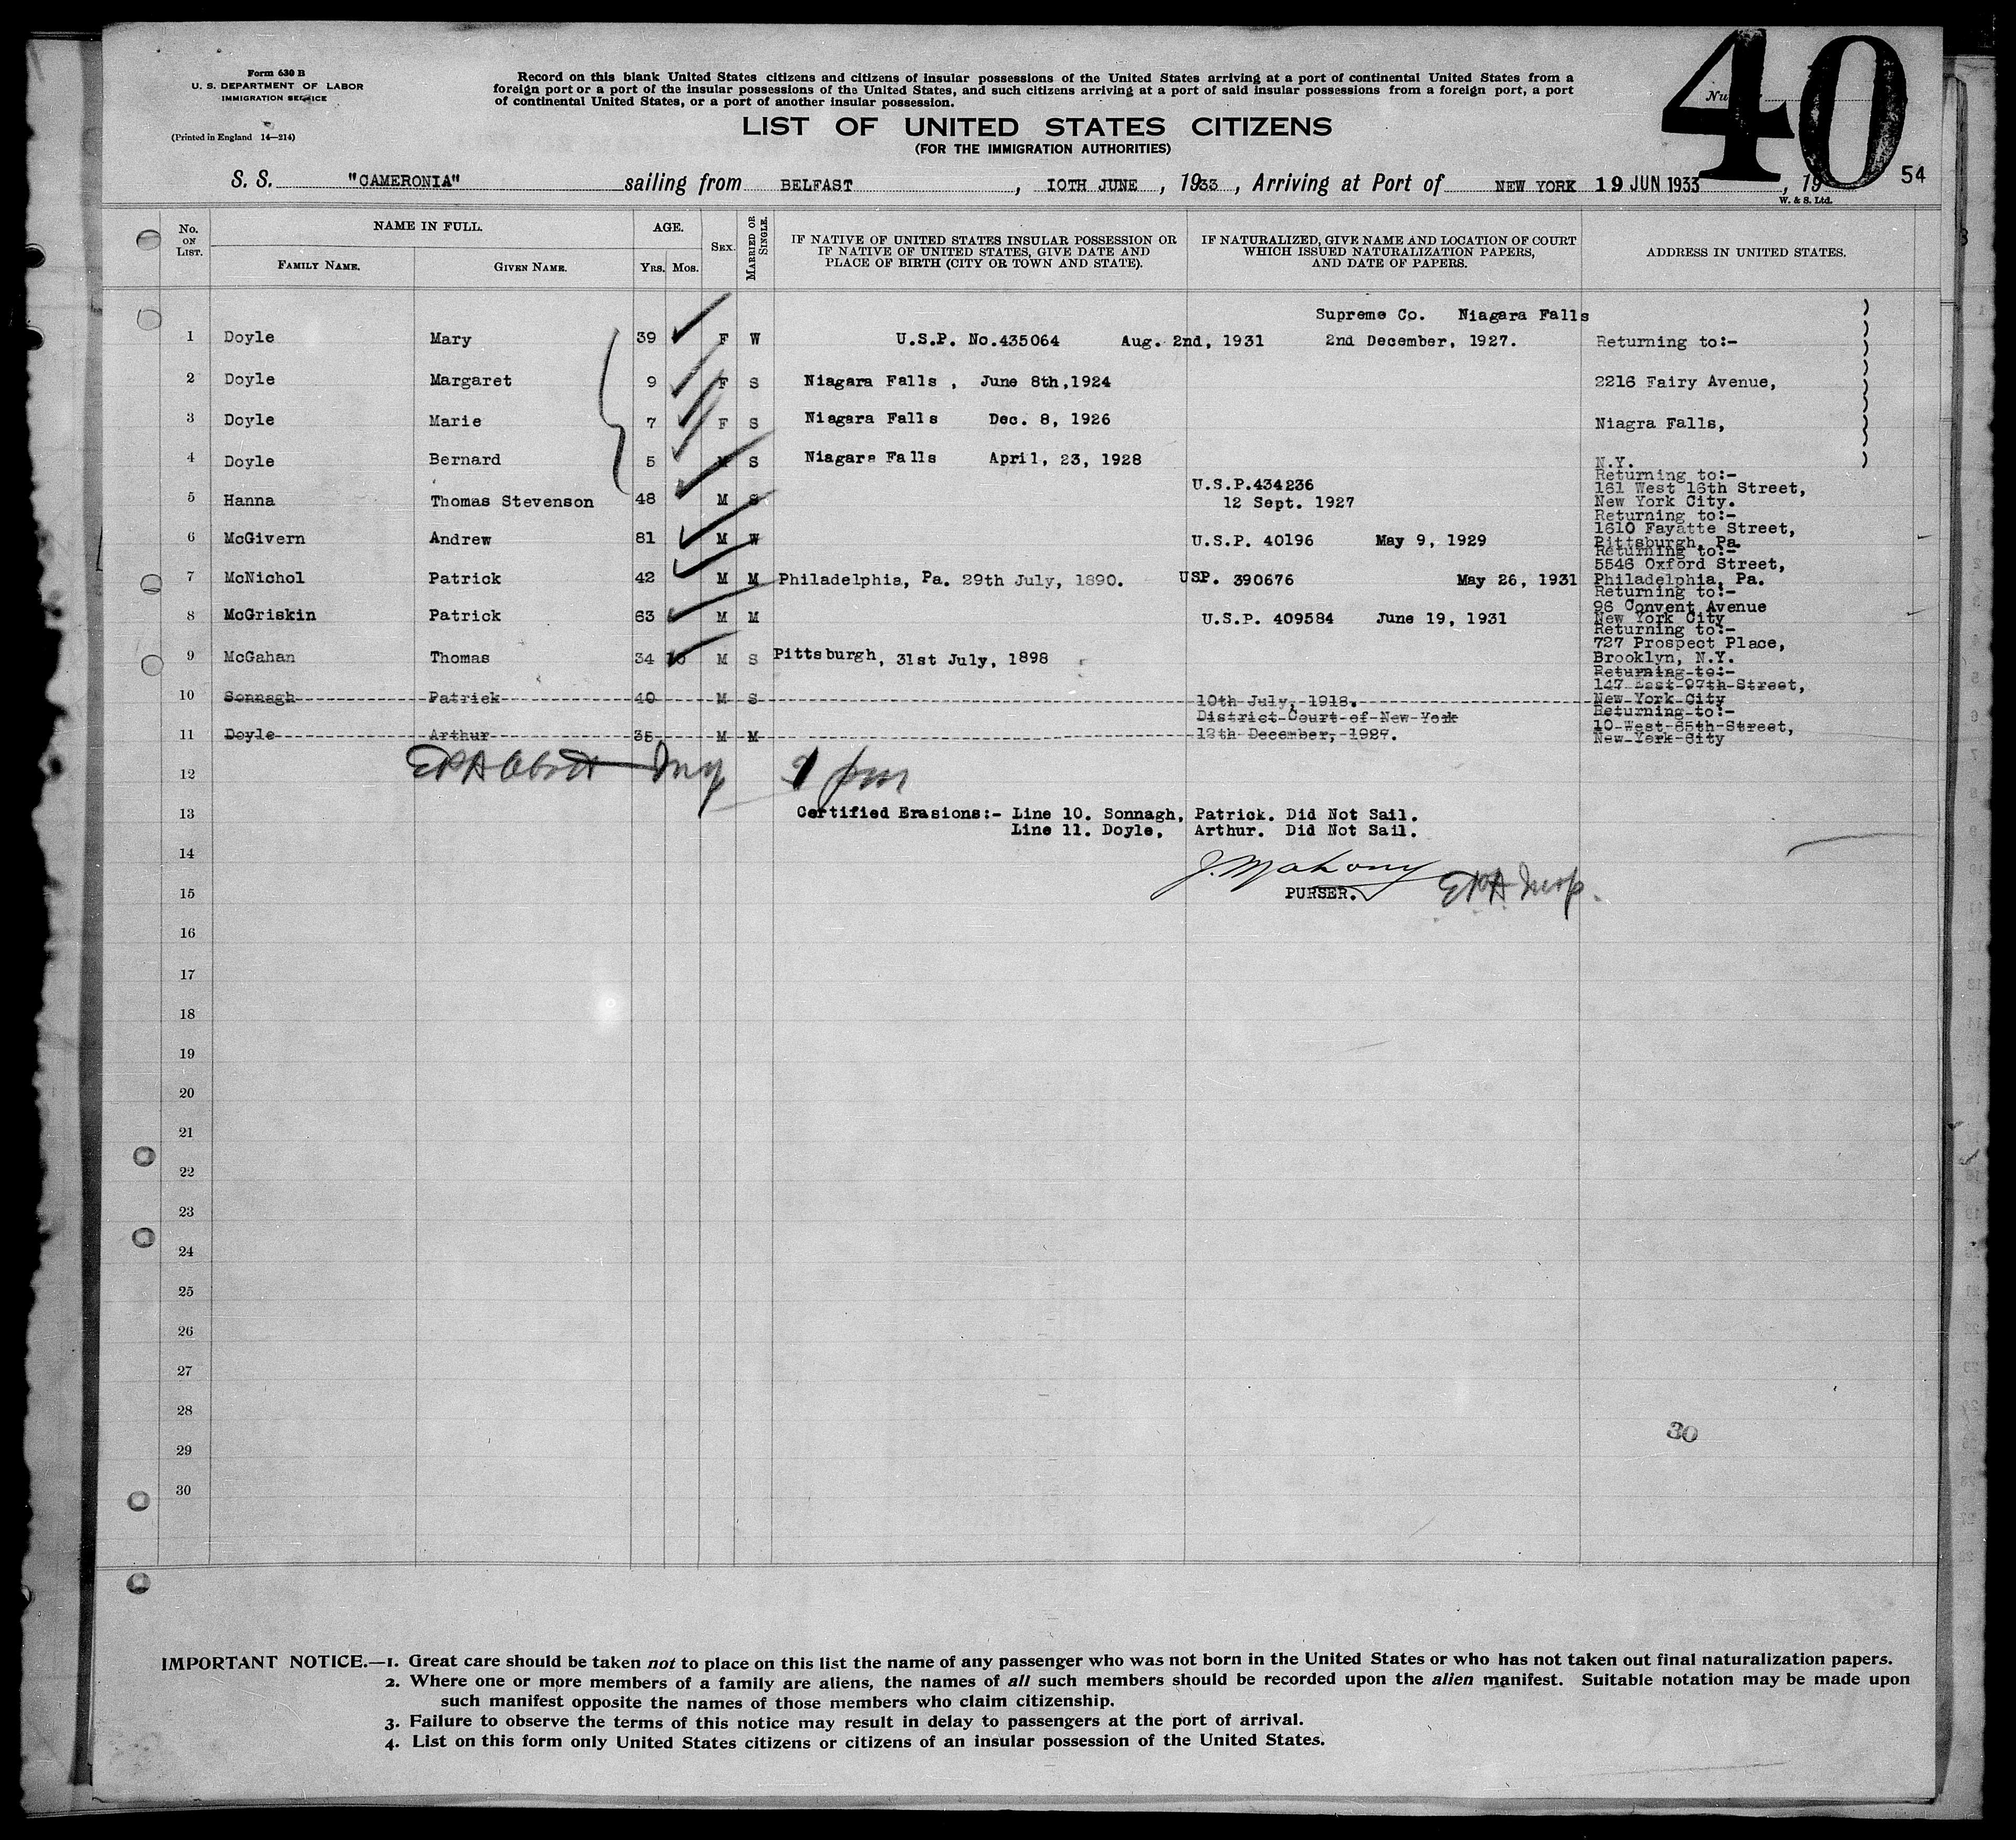 Form 630 B
U. S. DEPARTMENT OF LABOR
IMMIGRATION SERVICE
(Printed in England 14—214)
Record on this blank United States citizens and citizens of insular possessions of the United States arriving at a port of continental United States from a
foreign port or a port of the insular possessions of the United States, and such citizens arriving at a port of said insular possessions from a foreign port, a port
of continental United States, or a port of another insular possession.
40
LIST OF UNITED STATES CITIZENS
(FOR THE IMMIGRATION AUTHORITIES)
S. S. "CAMERONIA" sailing from BELFAST, 10TH JUNE, 1933, Arriving at Port of NEW YORK 19 JUN 1933, 19 54
W. & S. Ltd.
No. ON LIST. NAME IN FULL. FAMILY NAME. GIVEN NAME. AGE. YRS. MOS. SEX. MARRIED OR SINGLE. IF NATIVE OF UNITED STATES INSULAR POSSESSION OR IF NATIVE OF UNITED STATES, GIVE DATE AND PLACE OF BIRTH (CITY OR TOWN AND STATE). IF NATURALIZED, GIVE NAME AND LOCATION OF COURT WHICH ISSUED NATURALIZATION PAPERS, AND DATE OF PAPERS. ADDRESS IN UNITED STATES.
Supreme Co. Niagara Falls
1 Doyle Mary 39 F W U.S.P. No.435064 Aug. 2nd, 1931 2nd December, 1927. Returning to:-
2 Doyle Margaret 9 F S Niagara Falls , June 8th,1924 2216 Fairy Avenue,
3 Doyle Marie 7 F S Niagara Falls Dec. 8, 1926 Niagra Falls,
4 Doyle Bernard 5 S Niagara Falls April, 23, 1928 N.Y.
Returning to:-
U.S.P.434236 161 West 16th Street,
5 Hanna Thomas Stevenson 48 M S 12 Sept. 1927 New York City.
Returning to:-
1610 Fayatte Street,
6 McGivern Andrew 81 M W U.S.P. 40196 May 9, 1929 Pittsburgh, Pa.
Returning to:-
5546 Oxford Street,
7 McNichol Patrick 42 M M Philadelphia, Pa. 29th July, 1890. USP. 390676 May 26, 1931 Philadelphia, Pa.
Returning to:-
96 Convent Avenue
8 McGriskin Patrick 63 M M U.S.P. 409584 June 19, 1931 New York City
Returning to:-
727 Prospect Place,
9 McGahan Thomas 34 10 M S Pittsburgh, 31st July, 1898 Brooklyn, N.Y.
Returning to:-
147 East 97th Street,
10 Sonnagh Patrick 40 M S 10th July, 1918. New York City
District Court of New York Returning to:-
10 West 85th Street,
11 Doyle Arthur 35 M M 12th December, 1927. New York City
12 1 pm
13 Certified Erasions:- Line 10. Sonnagh, Patrick. Did Not Sail.
Line 11. Doyle, Arthur. Did Not Sail.
14
J. Mahony
15 PURSER.
16
17
18
19
20
21
22
23
24
25
26
27
28
30
29
30
IMPORTANT NOTICE.—1. Great care should be taken not to place on this list the name of any passenger who was not born in the United States or who has not taken out final naturalization papers.
2. Where one or more members of a family are aliens, the names of all such members should be recorded upon the alien manifest. Suitable notation may be made upon
such manifest opposite the names of those members who claim citizenship.
3. Failure to observe the terms of this notice may result in delay to passengers at the port of arrival.
4. List on this form only United States citizens or citizens of an insular possession of the United States.